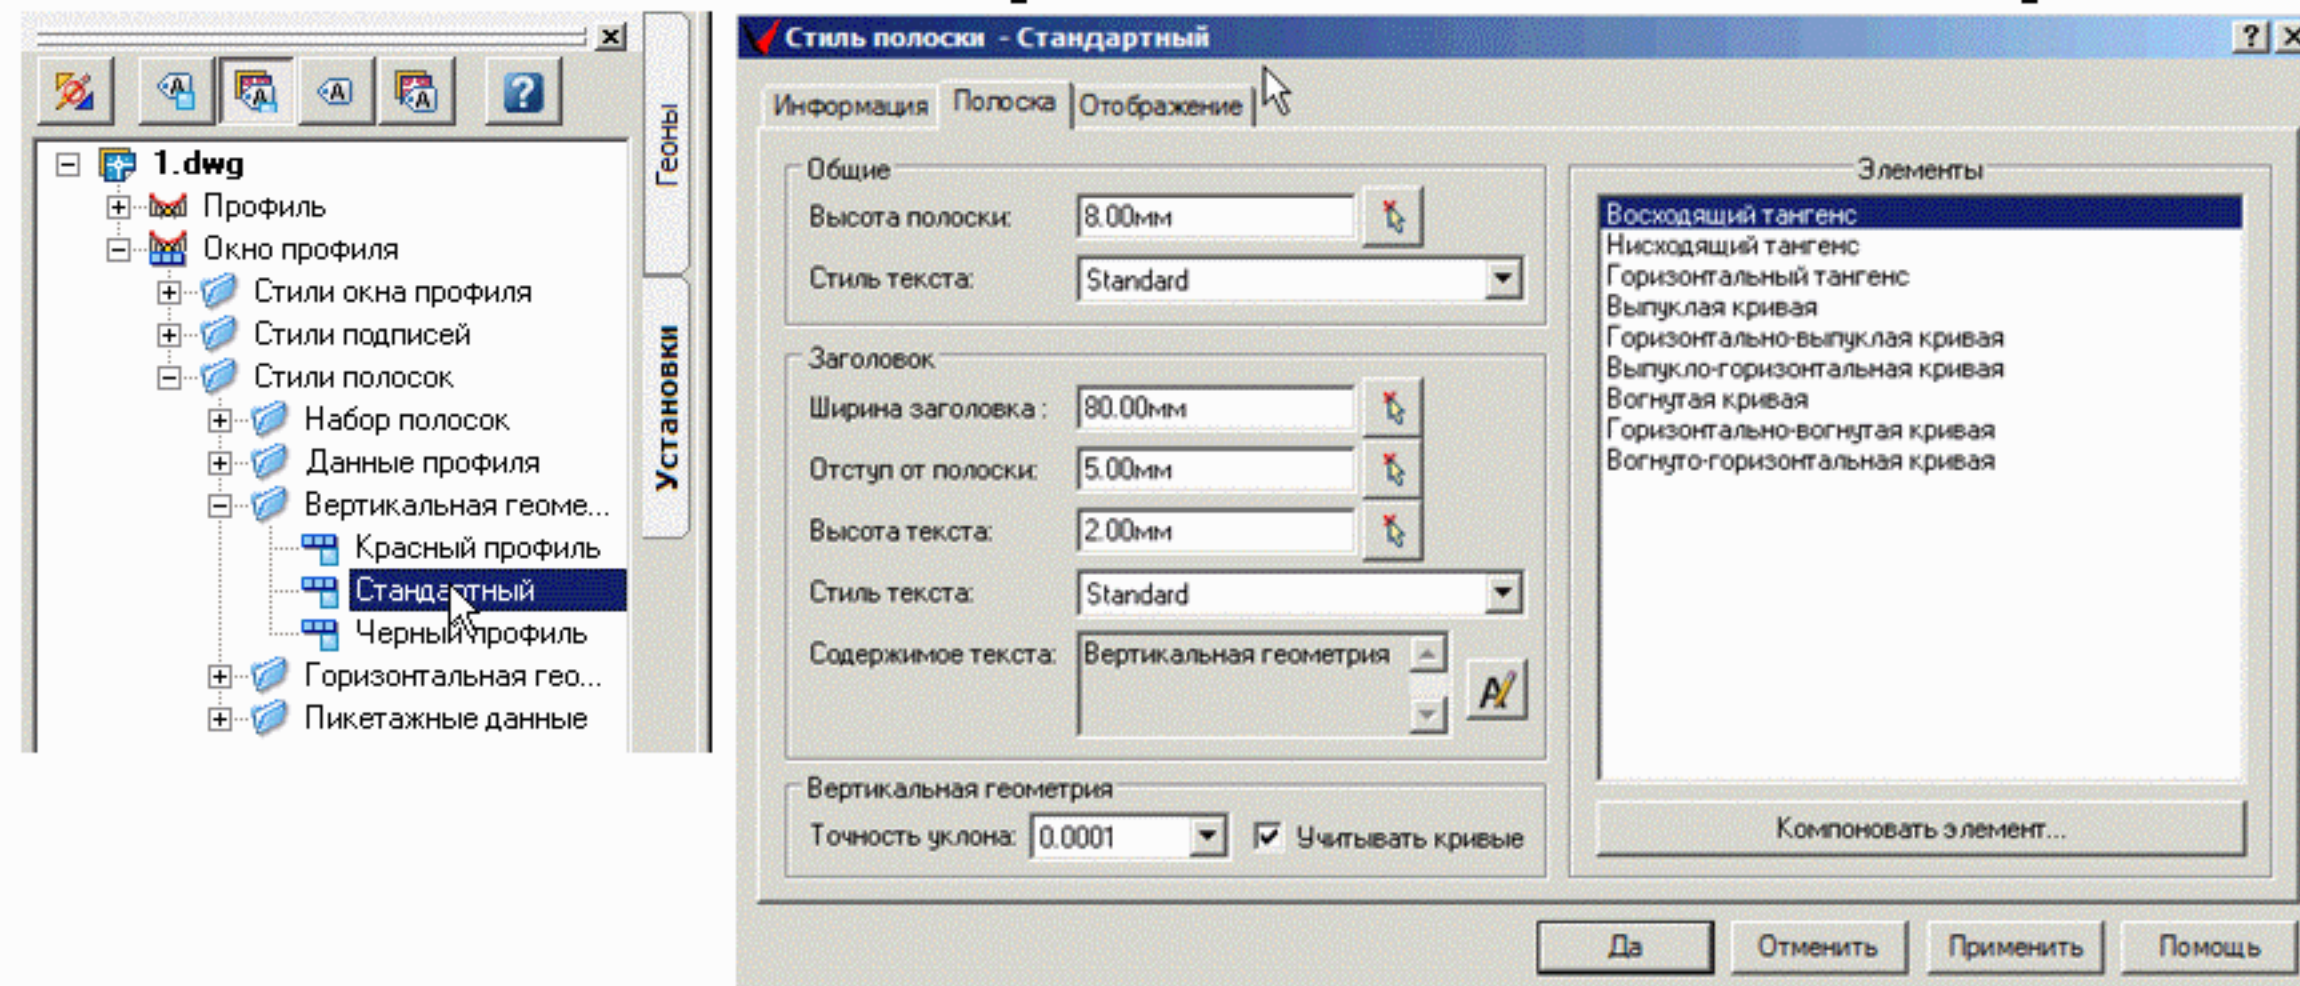 1.dwg
Профиль
Окно профиля
Стили окна профиля
Стили подписей
Стили полосок
Набор полосок
Данные профиля
Вертикальная геоме...
Красный профиль
Стандартный
Черный профиль
Горизонтальная гео...
Пикетажные данные
Геоны
Установки
Стиль полоски - Стандартный
Информация
Полоска
Отображение
Общие
Высота полоски:
8.00мм
Стиль текста:
Standard
Заголовок
Ширина заголовка :
80.00мм
Отступ от полоски:
5.00мм
Высота текста:
2.00мм
Стиль текста:
Standard
Содержимое текста:
Вертикальная геометрия
Вертикальная геометрия
Точность уклона:
0.0001
Учитывать кривые
Элементы
Восходящий тангенс
Нисходящий тангенс
Горизонтальный тангенс
Выпуклая кривая
Горизонтально-выпуклая кривая
Выпукло-горизонтальная кривая
Вогнутая кривая
Горизонтально-вогнутая кривая
Вогнуто-горизонтальная кривая
Компоновать элемент...
Да
Отменить
Применить
Помощь